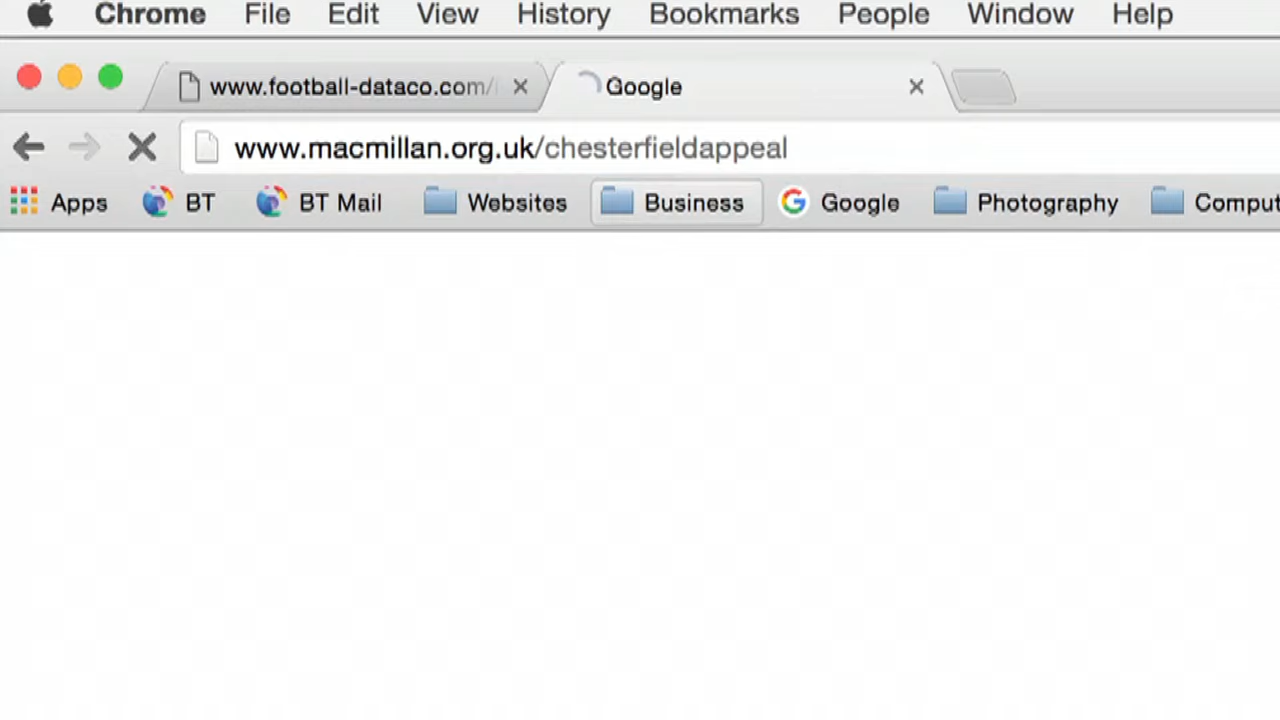 Chrome File Edit View History Bookmarks People Window Help
www.football-dataco.com/ Google
www.macmillan.org.uk/chesterfieldappeal
Apps BT BT Mail Websites Business Google Photography Comput